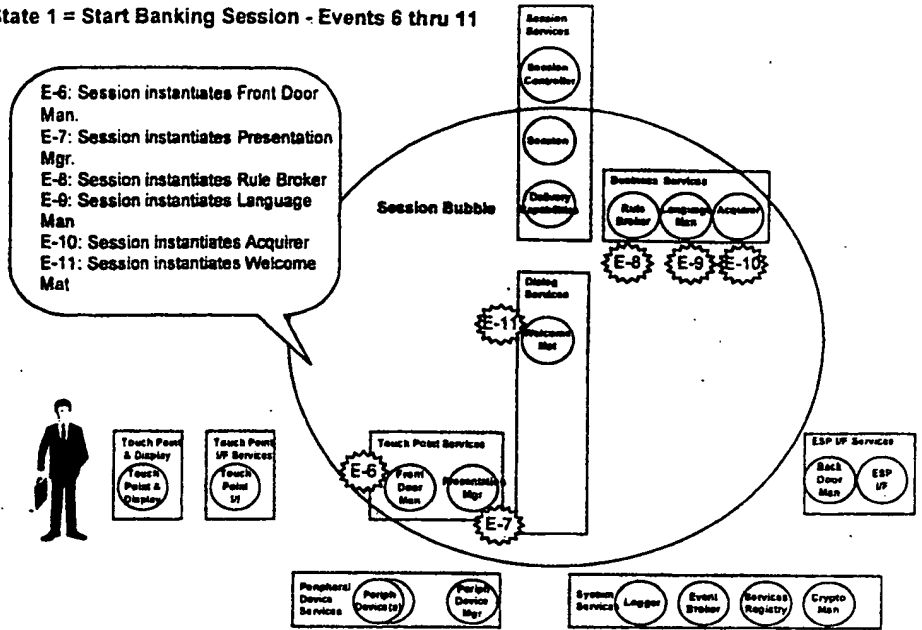 State 1 = Start Banking Session - Events 6 thru 11
E-6: Session instantiates Front Door
Man.
E-7: Session instantiates Presentation
Mgr.
E-8: Session instantiates Rule Broker
E-9: Session instantiates Language
Man
E-10: Session instantiates Acquirer
E-11: Session instantiates Welcome
Mat
Session
Services
Session
Controller
Session
Delivery
Capabilities
Session Bubble
Business Services
Rule
Broker
Language
Man
Acquirer
E-8
E-9
E-10
Dialog
Services
E-11
Welcome
Mat
Touch Point
& Display
Touch
Point &
Display
Touch Point
I/F Services
Touch
Point
I/f
Touch Point Services
E-6
Front
Door
Man
Presentation
Mgr
E-7
ESP I/F Services
Back
Door
Man
ESP
I/F
Peripheral
Device
Services
Periph
Device(s)
Periph
Device
Mgr
System
Services
Logger
Event
Broker
Services
Registry
Crypto
Man